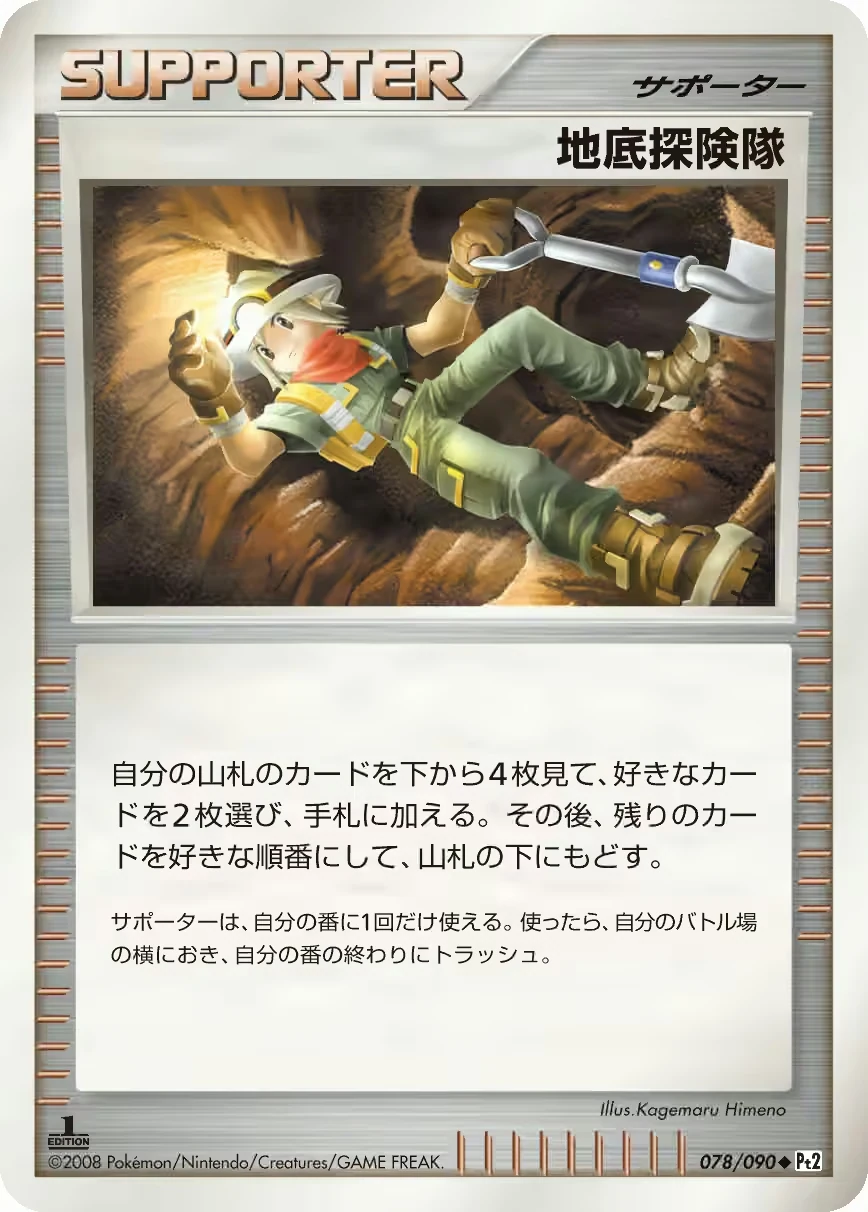 SUPPORTER
サポーター
地底探険隊
自分の山札のカードを下から4枚見て、好きなカー
ドを2枚選び、手札に加える。その後、残りのカー
ドを好きな順番にして、山札の下にもどす。
サポーターは、自分の番に1回だけ使える。使ったら、自分のバトル場
の横におき、自分の番の終わりにトラッシュ。
Illus.Kagemaru Himeno
1
EDITION
©2008 Pokémon/Nintendo/Creatures/GAME FREAK.
078/090◆ Pt2